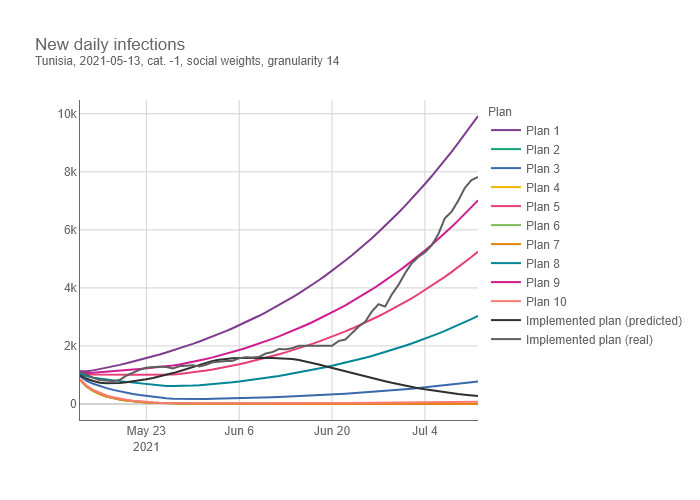 New daily infections
Tunisia, 2021-05-13, cat. -1, social weights, granularity 14
10k
8k
6k
4k
2k
0
May 23
2021
Jun 6
Jun 20
Jul 4
Plan
Plan 1
Plan 2
Plan 3
Plan 4
Plan 5
Plan 6
Plan 7
Plan 8
Plan 9
Plan 10
Implemented plan (predicted)
Implemented plan (real)